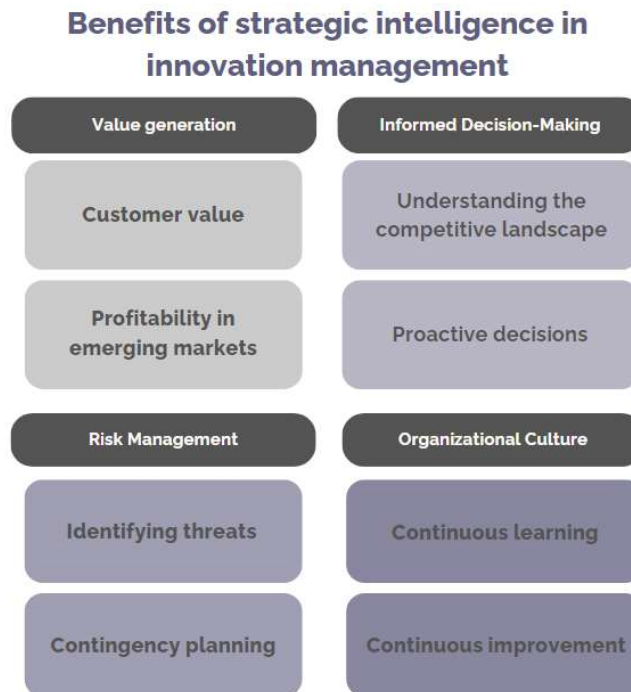 Benefits of strategic intelligence in
innovation management
Value generation
Customer value
Profitability in
emerging markets
Informed Decision-Making
Understanding the
competitive landscape
Proactive decisions
Risk Management
Identifying threats
Contingency planning
Organizational Culture
Continuous learning
Continuous improvement